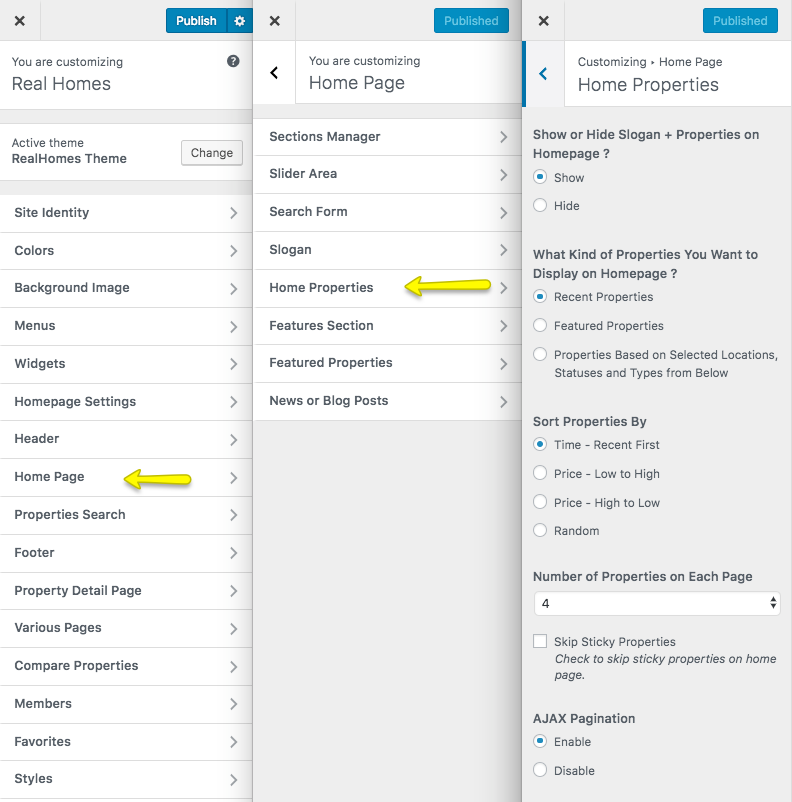 Publish
You are customizing
Real Homes
Active theme
RealHomes Theme
Change
Site Identity
Colors
Background Image
Menus
Widgets
Homepage Settings
Header
Home Page
Properties Search
Footer
Property Detail Page
Various Pages
Compare Properties
Members
Favorites
Styles
Published
You are customizing
Home Page
Sections Manager
Slider Area
Search Form
Slogan
Home Properties
Features Section
Featured Properties
News or Blog Posts
Published
Customizing ▸ Home Page
Home Properties
Show or Hide Slogan + Properties on
Homepage ?
Show
Hide
What Kind of Properties You Want to
Display on Homepage ?
Recent Properties
Featured Properties
Properties Based on Selected Locations,
Statuses and Types from Below
Sort Properties By
Time - Recent First
Price - Low to High
Price - High to Low
Random
Number of Properties on Each Page
4
Skip Sticky Properties
Check to skip sticky properties on home
page.
AJAX Pagination
Enable
Disable